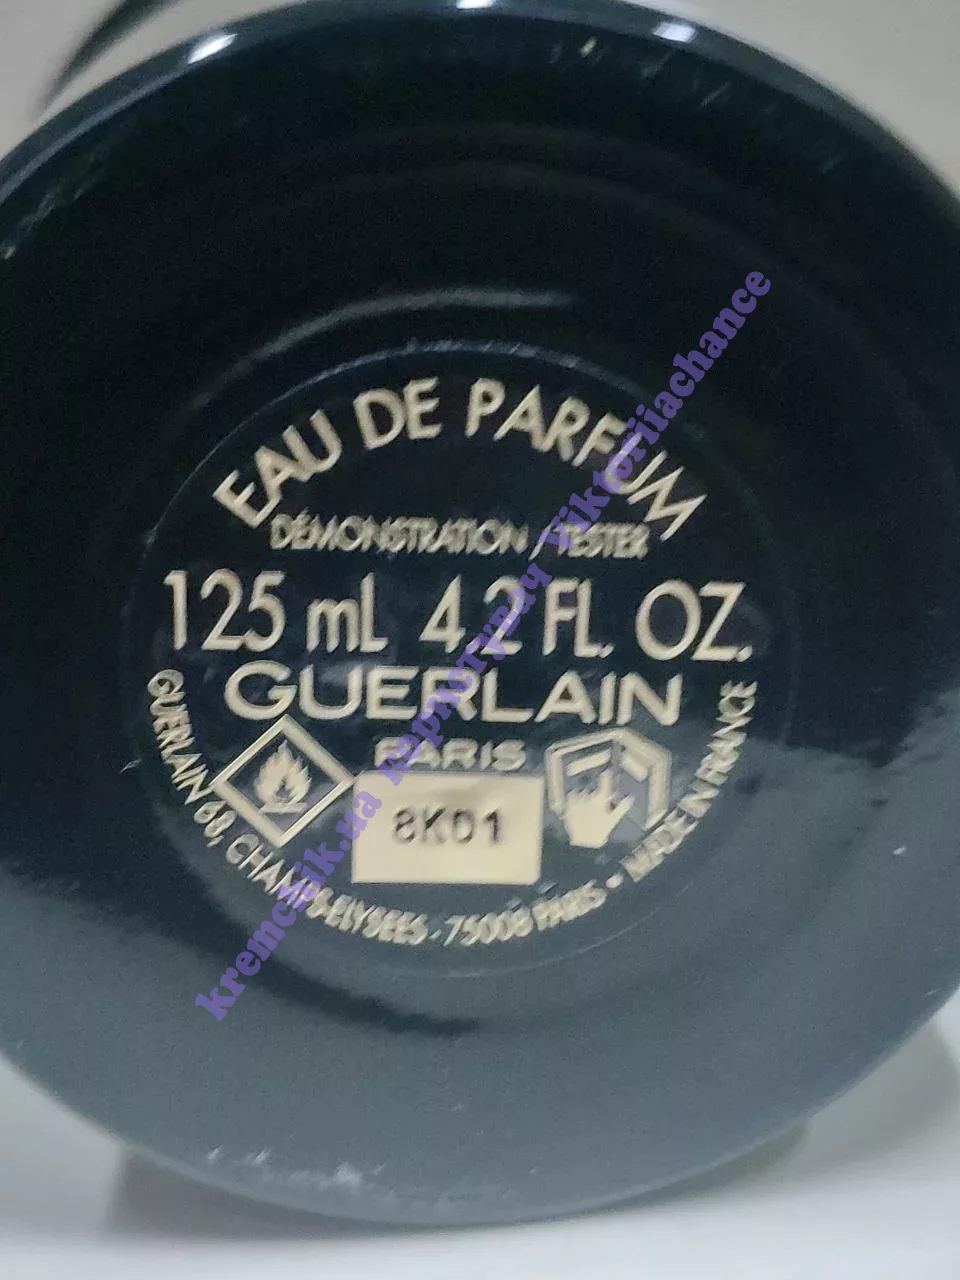 EAU DE PARFUM
DÉMONSTRATION / TESTER
125 mL 4,2 FL. OZ.
GUERLAIN
PARIS
8K01
GUERLAIN 68, CHAMPS-ELYSEES - 75008 PARIS • MADE IN FRANCE
kremchik.ua користувач viktoriiachance